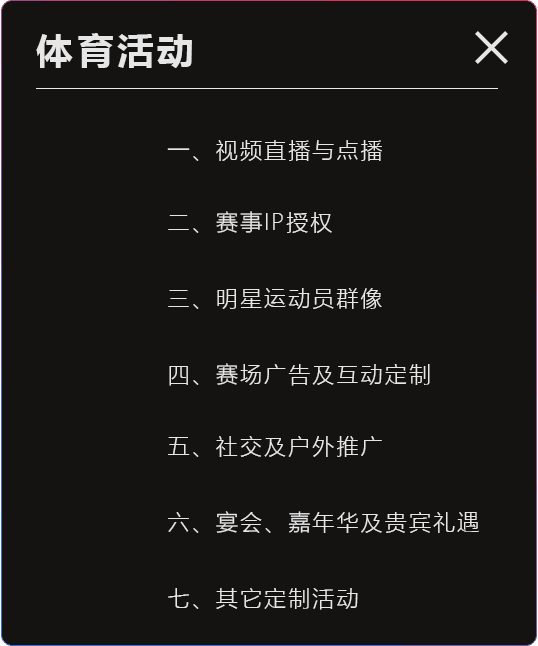 体育活动
一、视频直播与点播
二、赛事IP授权
三、明星运动员群像
四、赛场广告及互动定制
五、社交及户外推广
六、宴会、嘉年华及贵宾礼遇
七、其它定制活动